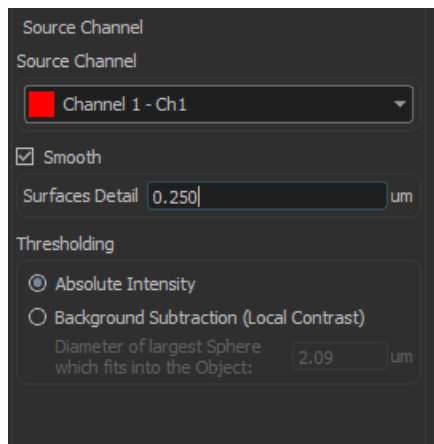 Source Channel
Source Channel
Channel 1 - Ch1
Smooth
Surfaces Detail 0.250 um
Thresholding
Absolute Intensity
Background Subtraction (Local Contrast)
Diameter of largest Sphere
which fits into the Object: 2.09 um